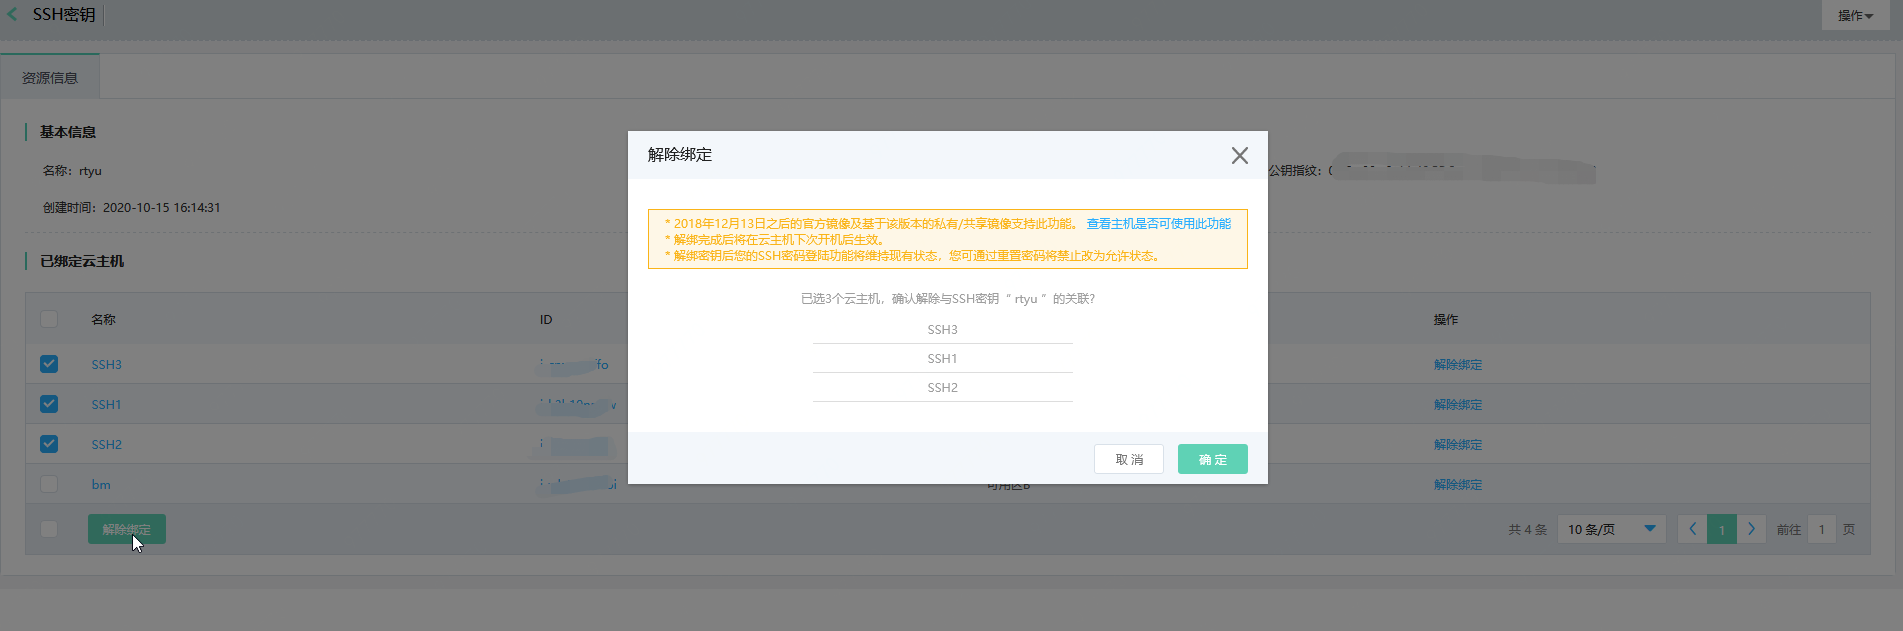 SSH密钥
操作
资源信息
基本信息
名称：rtyu
公钥指纹：
创建时间：2020-10-15 16:14:31
已绑定云主机
名称 ID 操作
SSH3 解除绑定
SSH1 解除绑定
SSH2 解除绑定
bm 可用区B 解除绑定
解除绑定
共 4 条 10 条/页 1 前往 1 页
解除绑定
* 2018年12月13日之后的官方镜像及基于该版本的私有/共享镜像支持此功能。 查看主机是否可使用此功能
* 解绑完成后将在云主机下次开机后生效。
* 解绑密钥后您的SSH密码登陆功能将维持现有状态，您可通过重置密码将禁止改为允许状态。
已选3个云主机，确认解除与SSH密钥 “ rtyu ” 的关联?
SSH3
SSH1
SSH2
取 消 确 定